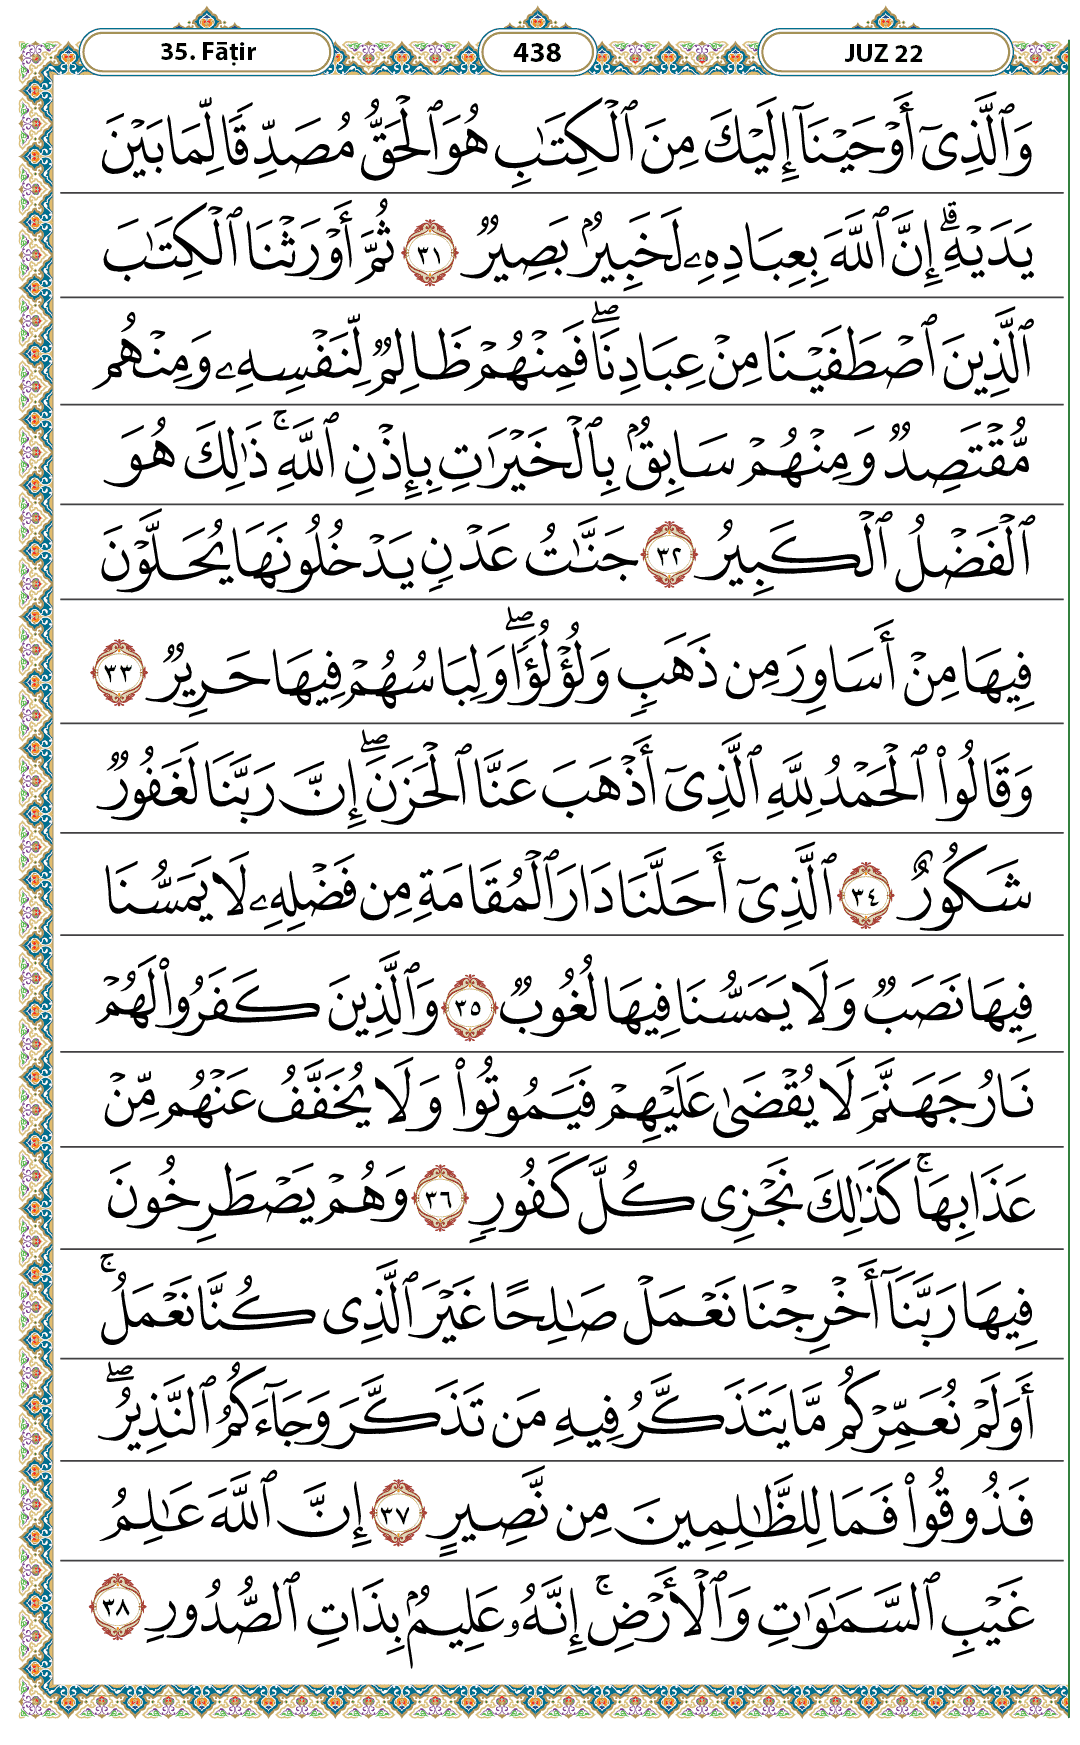 35. Fāṭir
438
JUZ 22
وَٱلَّذِىٓ أَوْحَيْنَآ إِلَيْكَ مِنَ ٱلْكِتَـٰبِ هُوَ ٱلْحَقُّ مُصَدِّقًا لِّمَا بَيْنَ
يَدَيْهِ ۗ إِنَّ ٱللَّهَ بِعِبَادِهِۦ لَخَبِيرٌۢ بَصِيرٌ ٣١ ثُمَّ أَوْرَثْنَا ٱلْكِتَـٰبَ
ٱلَّذِينَ ٱصْطَفَيْنَا مِنْ عِبَادِنَا ۖ فَمِنْهُمْ ظَالِمٌ لِّنَفْسِهِۦ وَمِنْهُم
مُّقْتَصِدٌ وَمِنْهُمْ سَابِقٌۢ بِٱلْخَيْرَٰتِ بِإِذْنِ ٱللَّهِ ۚ ذَٰلِكَ هُوَ
ٱلْفَضْلُ ٱلْكَبِيرُ ٣٢ جَنَّـٰتُ عَدْنٍ يَدْخُلُونَهَا يُحَلَّوْنَ
فِيهَا مِنْ أَسَاوِرَ مِن ذَهَبٍ وَلُؤْلُؤًا ۖ وَلِبَاسُهُمْ فِيهَا حَرِيرٌ ٣٣
وَقَالُوا۟ ٱلْحَمْدُ لِلَّهِ ٱلَّذِىٓ أَذْهَبَ عَنَّا ٱلْحَزَنَ ۖ إِنَّ رَبَّنَا لَغَفُورٌ
شَكُورٌ ٣٤ ٱلَّذِىٓ أَحَلَّنَا دَارَ ٱلْمُقَامَةِ مِن فَضْلِهِۦ لَا يَمَسُّنَا
فِيهَا نَصَبٌ وَلَا يَمَسُّنَا فِيهَا لُغُوبٌ ٣٥ وَٱلَّذِينَ كَفَرُوا۟ لَهُمْ
نَارُ جَهَنَّمَ لَا يُقْضَىٰ عَلَيْهِمْ فَيَمُوتُوا۟ وَلَا يُخَفَّفُ عَنْهُم مِّنْ
عَذَابِهَا ۚ كَذَٰلِكَ نَجْزِى كُلَّ كَفُورٍ ٣٦ وَهُمْ يَصْطَرِخُونَ
فِيهَا رَبَّنَآ أَخْرِجْنَا نَعْمَلْ صَـٰلِحًا غَيْرَ ٱلَّذِى كُنَّا نَعْمَلُ ۚ
أَوَلَمْ نُعَمِّرْكُم مَّا يَتَذَكَّرُ فِيهِ مَن تَذَكَّرَ وَجَآءَكُمُ ٱلنَّذِيرُ ۖ
فَذُوقُوا۟ فَمَا لِلظَّـٰلِمِينَ مِن نَّصِيرٍ ٣٧ إِنَّ ٱللَّهَ عَـٰلِمُ
غَيْبِ ٱلسَّمَـٰوَٰتِ وَٱلْأَرْضِ ۚ إِنَّهُۥ عَلِيمٌۢ بِذَاتِ ٱلصُّدُورِ ٣٨